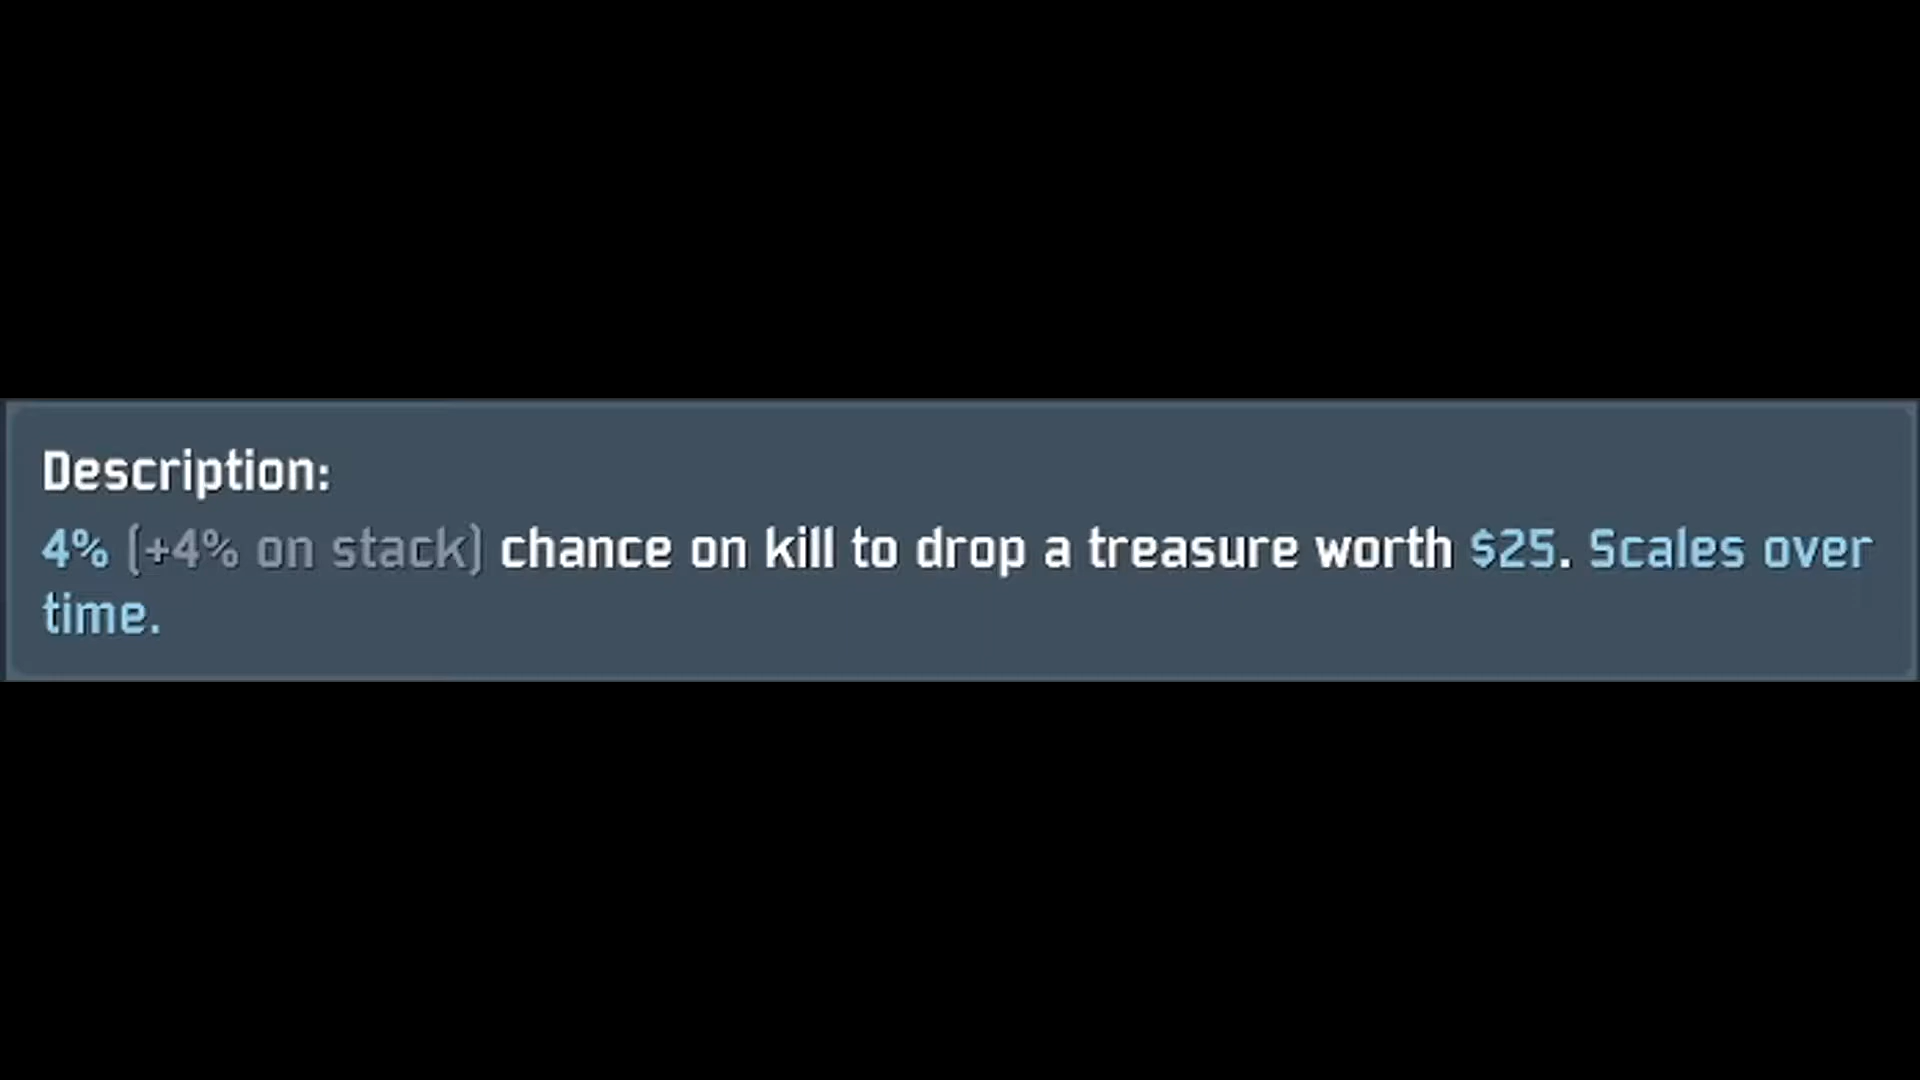 Description:
4% (+4% on stack) chance on kill to drop a treasure worth $25. Scales over
time.